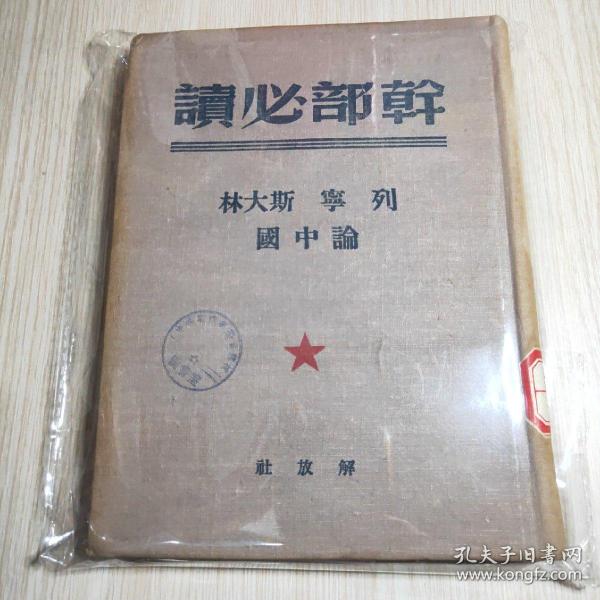 幹部必讀
列寧 斯大林
論中國
解放社
孔夫子旧书网
www.kongfz.com